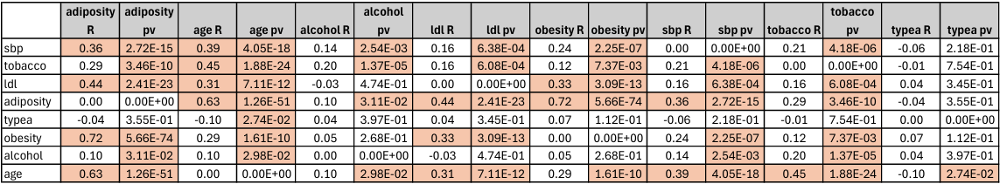 adiposity R adiposity pv age R age pv alcohol R alcohol pv ldl R ldl pv obesity R obesity pv sbp R sbp pv tobacco R tobacco pv typea R typea pv
sbp 0.36 2.72E-15 0.39 4.05E-18 0.14 2.54E-03 0.16 6.38E-04 0.24 2.25E-07 0.00 0.00E+00 0.21 4.18E-06 -0.06 2.18E-01
tobacco 0.29 3.46E-10 0.45 1.88E-24 0.20 1.37E-05 0.16 6.08E-04 0.12 7.37E-03 0.21 4.18E-06 0.00 0.00E+00 -0.01 7.54E-01
ldl 0.44 2.41E-23 0.31 7.11E-12 -0.03 4.74E-01 0.00 0.00E+00 0.33 3.09E-13 0.16 6.38E-04 0.16 6.08E-04 0.04 3.45E-01
adiposity 0.00 0.00E+00 0.63 1.26E-51 0.10 3.11E-02 0.44 2.41E-23 0.72 5.66E-74 0.36 2.72E-15 0.29 3.46E-10 -0.04 3.55E-01
typea -0.04 3.55E-01 -0.10 2.74E-02 0.04 3.97E-01 0.04 3.45E-01 0.07 1.12E-01 -0.06 2.18E-01 -0.01 7.54E-01 0.00 0.00E+00
obesity 0.72 5.66E-74 0.29 1.61E-10 0.05 2.68E-01 0.33 3.09E-13 0.00 0.00E+00 0.24 2.25E-07 0.12 7.37E-03 0.07 1.12E-01
alcohol 0.10 3.11E-02 0.10 2.98E-02 0.00 0.00E+00 -0.03 4.74E-01 0.05 2.68E-01 0.14 2.54E-03 0.20 1.37E-05 0.04 3.97E-01
age 0.63 1.26E-51 0.00 0.00E+00 0.10 2.98E-02 0.31 7.11E-12 0.29 1.61E-10 0.39 4.05E-18 0.45 1.88E-24 -0.10 2.74E-02